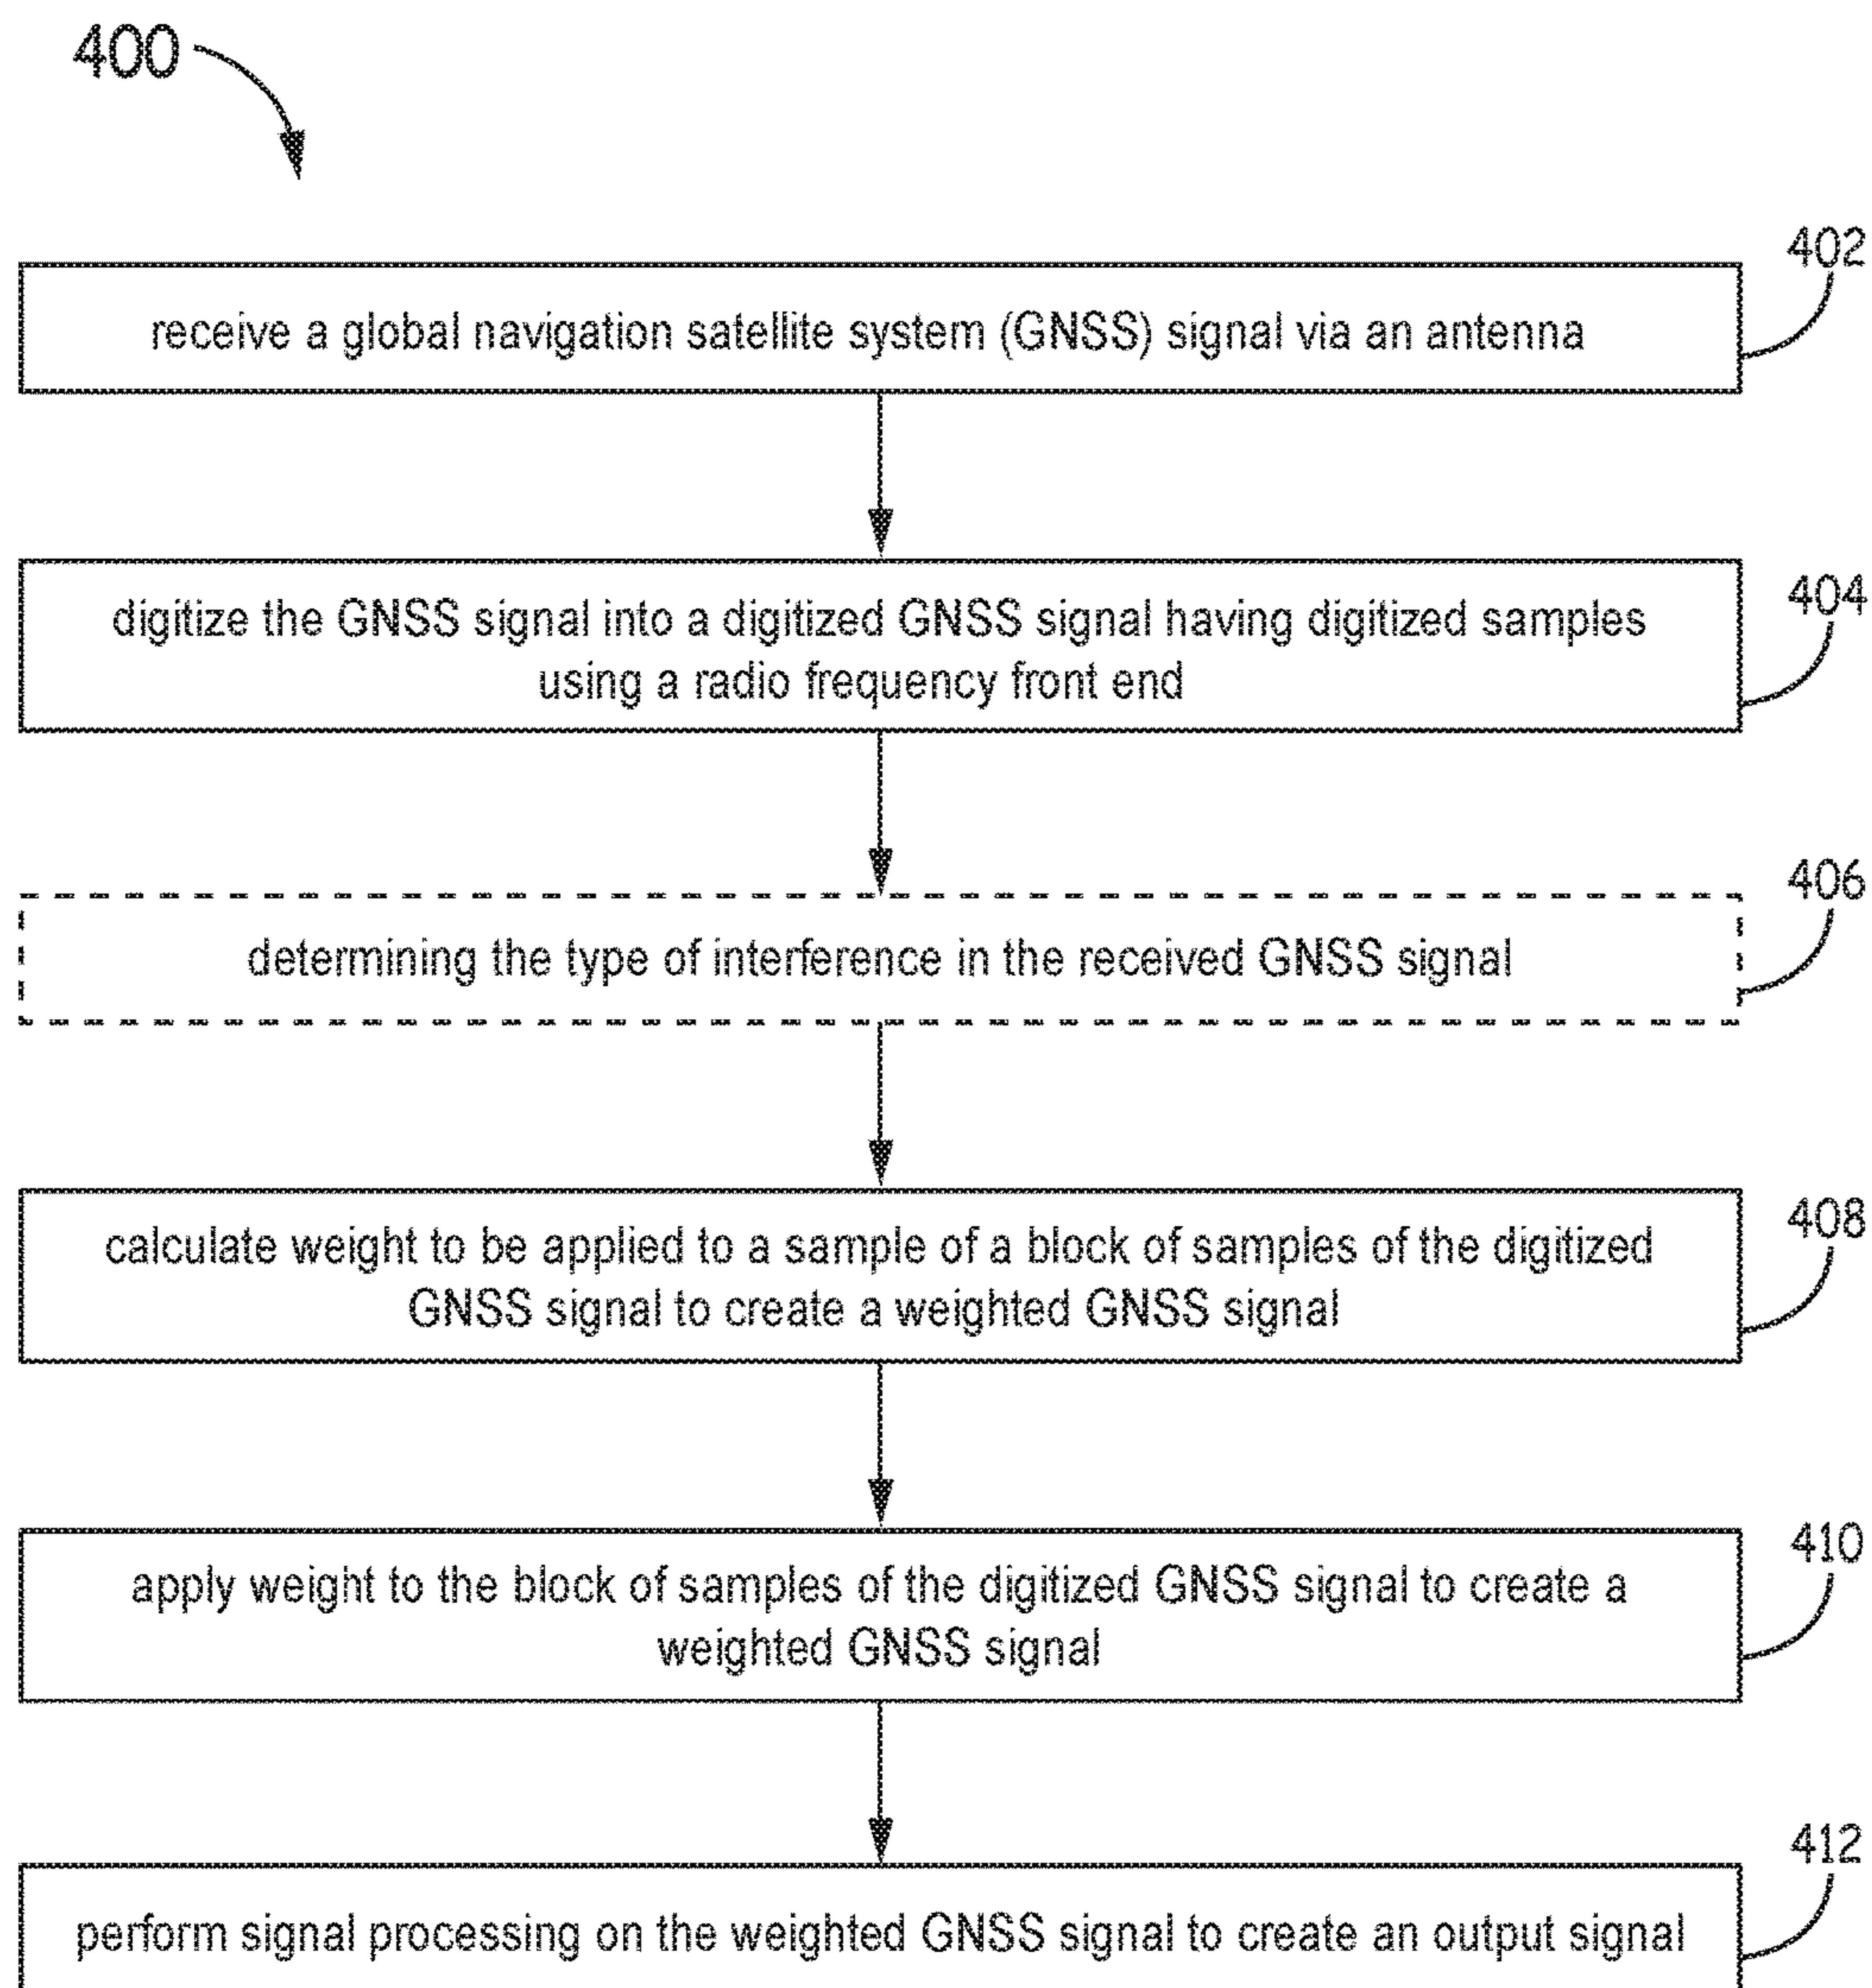 400
402
receive a global navigation satellite system (GNSS) signal via an antenna
404
digitize the GNSS signal into a digitized GNSS signal having digitized samples
using a radio frequency front end
406
determining the type of interference in the received GNSS signal
408
calculate weight to be applied to a sample of a block of samples of the digitized
GNSS signal to create a weighted GNSS signal
410
apply weight to the block of samples of the digitized GNSS signal to create a
weighted GNSS signal
412
perform signal processing on the weighted GNSS signal to create an output signal